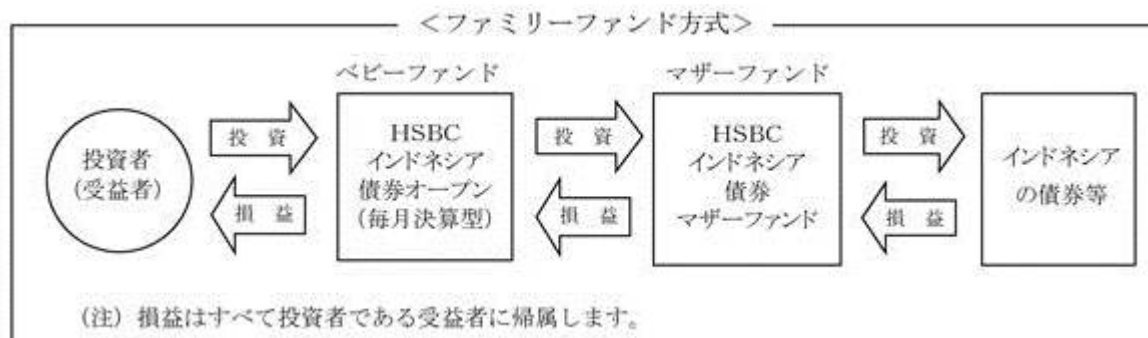 ＜ファミリーファンド方式＞
ベビーファンド
マザーファンド
投資者
(受益者)
投 資
損 益
HSBC
インドネシア
債券オープン
(毎月決算型)
投 資
損 益
HSBC
インドネシア
債券
マザーファンド
投 資
損 益
インドネシア
の債券等
(注) 損益はすべて投資者である受益者に帰属します。